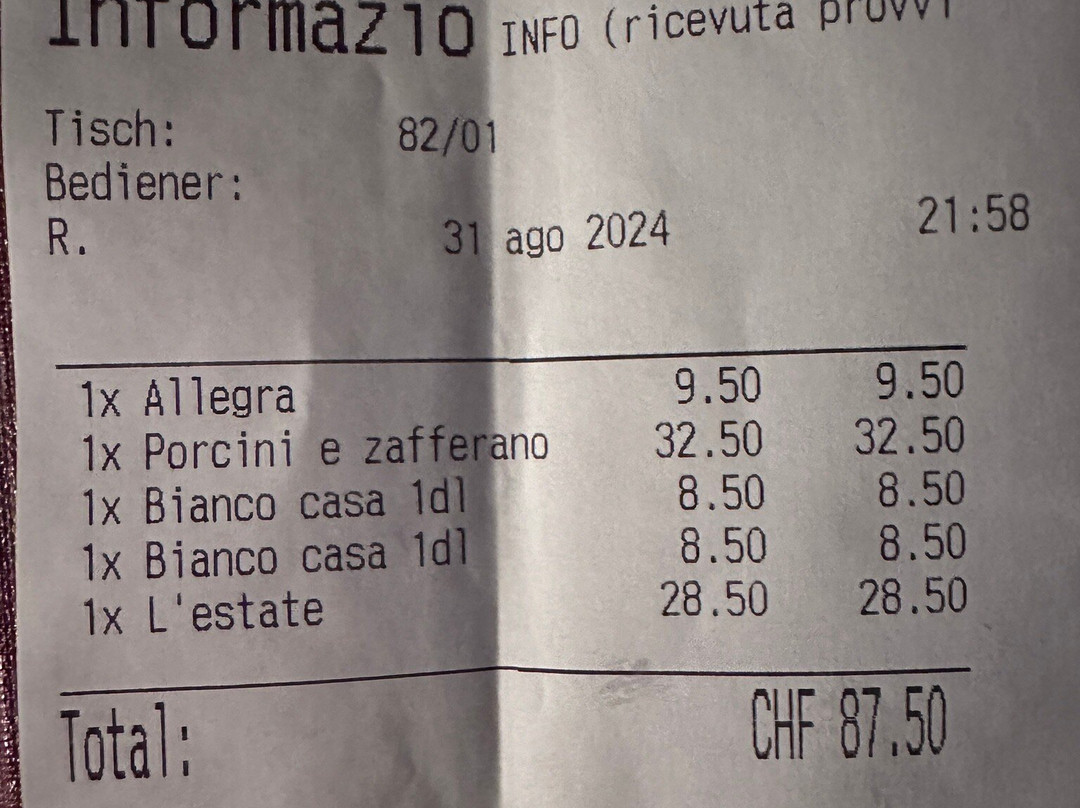 Informazio INFO (ricevuta provvi
Tisch: 82/01
Bediener:
R. 31 ago 2024 21:58
1x Allegra 9.50 9.50
1x Porcini e zafferano 32.50 32.50
1x Bianco casa 1dl 8.50 8.50
1x Bianco casa 1dl 8.50 8.50
1x L'estate 28.50 28.50
Total: CHF 87.50